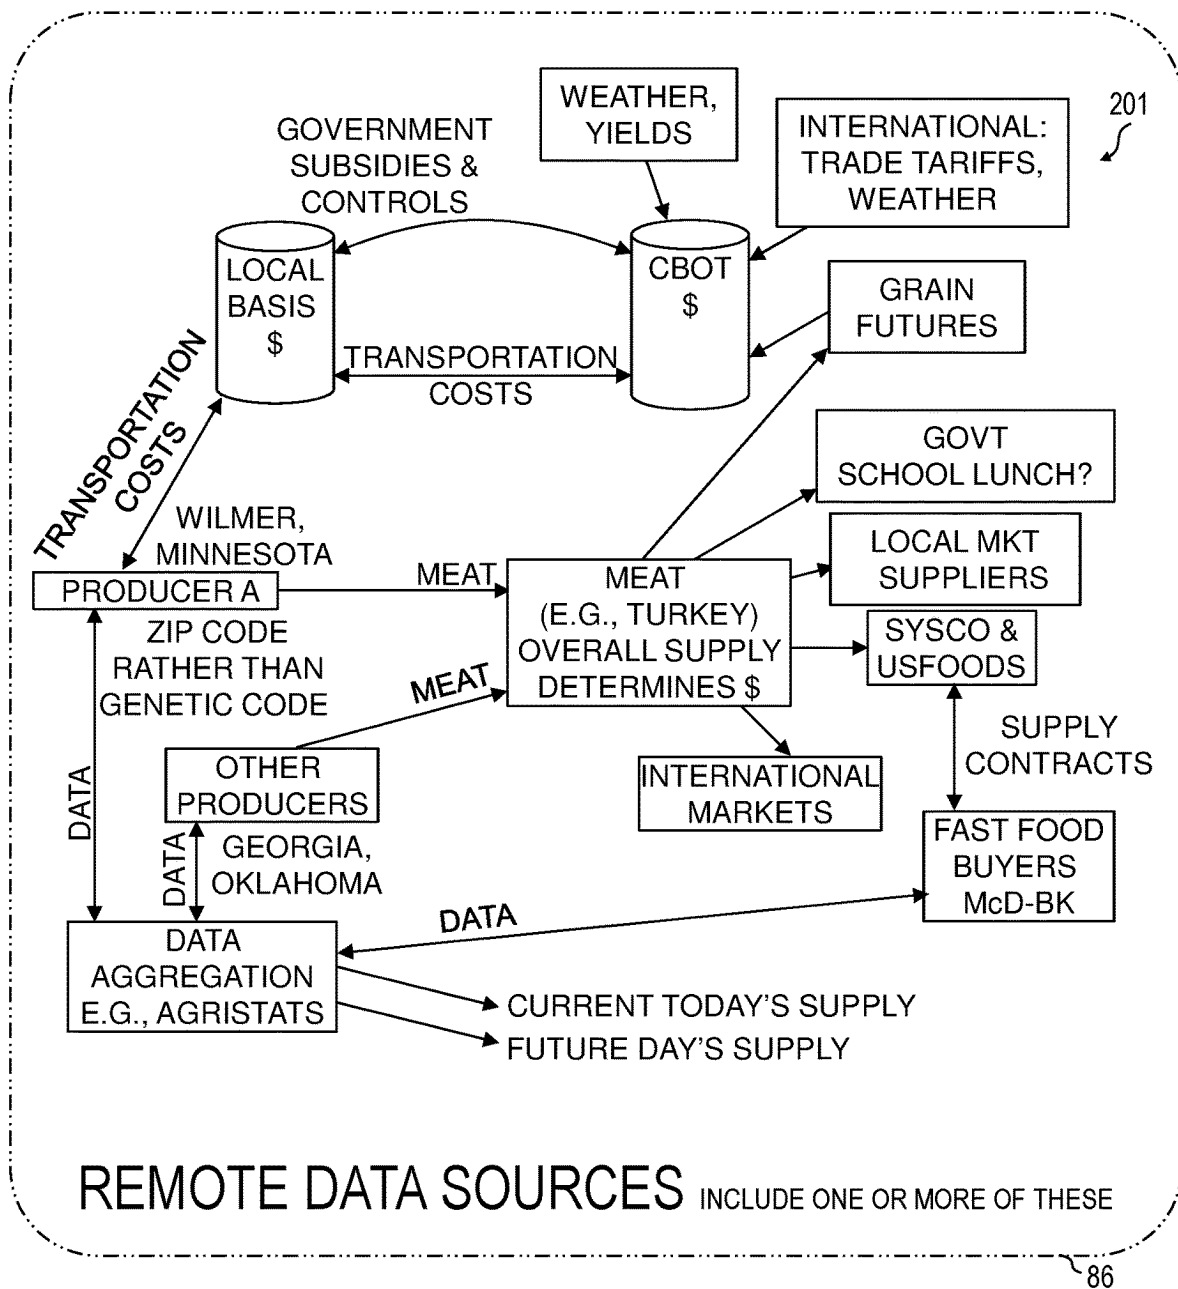 201
WEATHER,
YIELDS
INTERNATIONAL:
TRADE TARIFFS,
WEATHER
GOVERNMENT
SUBSIDIES &
CONTROLS
LOCAL
BASIS
$
CBOT
$
GRAIN
FUTURES
TRANSPORTATION
COSTS
TRANSPORTATION
COSTS
GOVT
SCHOOL LUNCH?
WILMER,
MINNESOTA
LOCAL MKT
SUPPLIERS
PRODUCER A
MEAT
MEAT
(E.G., TURKEY)
OVERALL SUPPLY
DETERMINES $
ZIP CODE
RATHER THAN
GENETIC CODE
SYSCO &
USFOODS
MEAT
SUPPLY
CONTRACTS
OTHER
PRODUCERS
INTERNATIONAL
MARKETS
DATA
DATA
GEORGIA,
OKLAHOMA
FAST FOOD
BUYERS
McD-BK
DATA
DATA
AGGREGATION
E.G., AGRISTATS
CURRENT TODAY'S SUPPLY
FUTURE DAY'S SUPPLY
REMOTE DATA SOURCES INCLUDE ONE OR MORE OF THESE
86